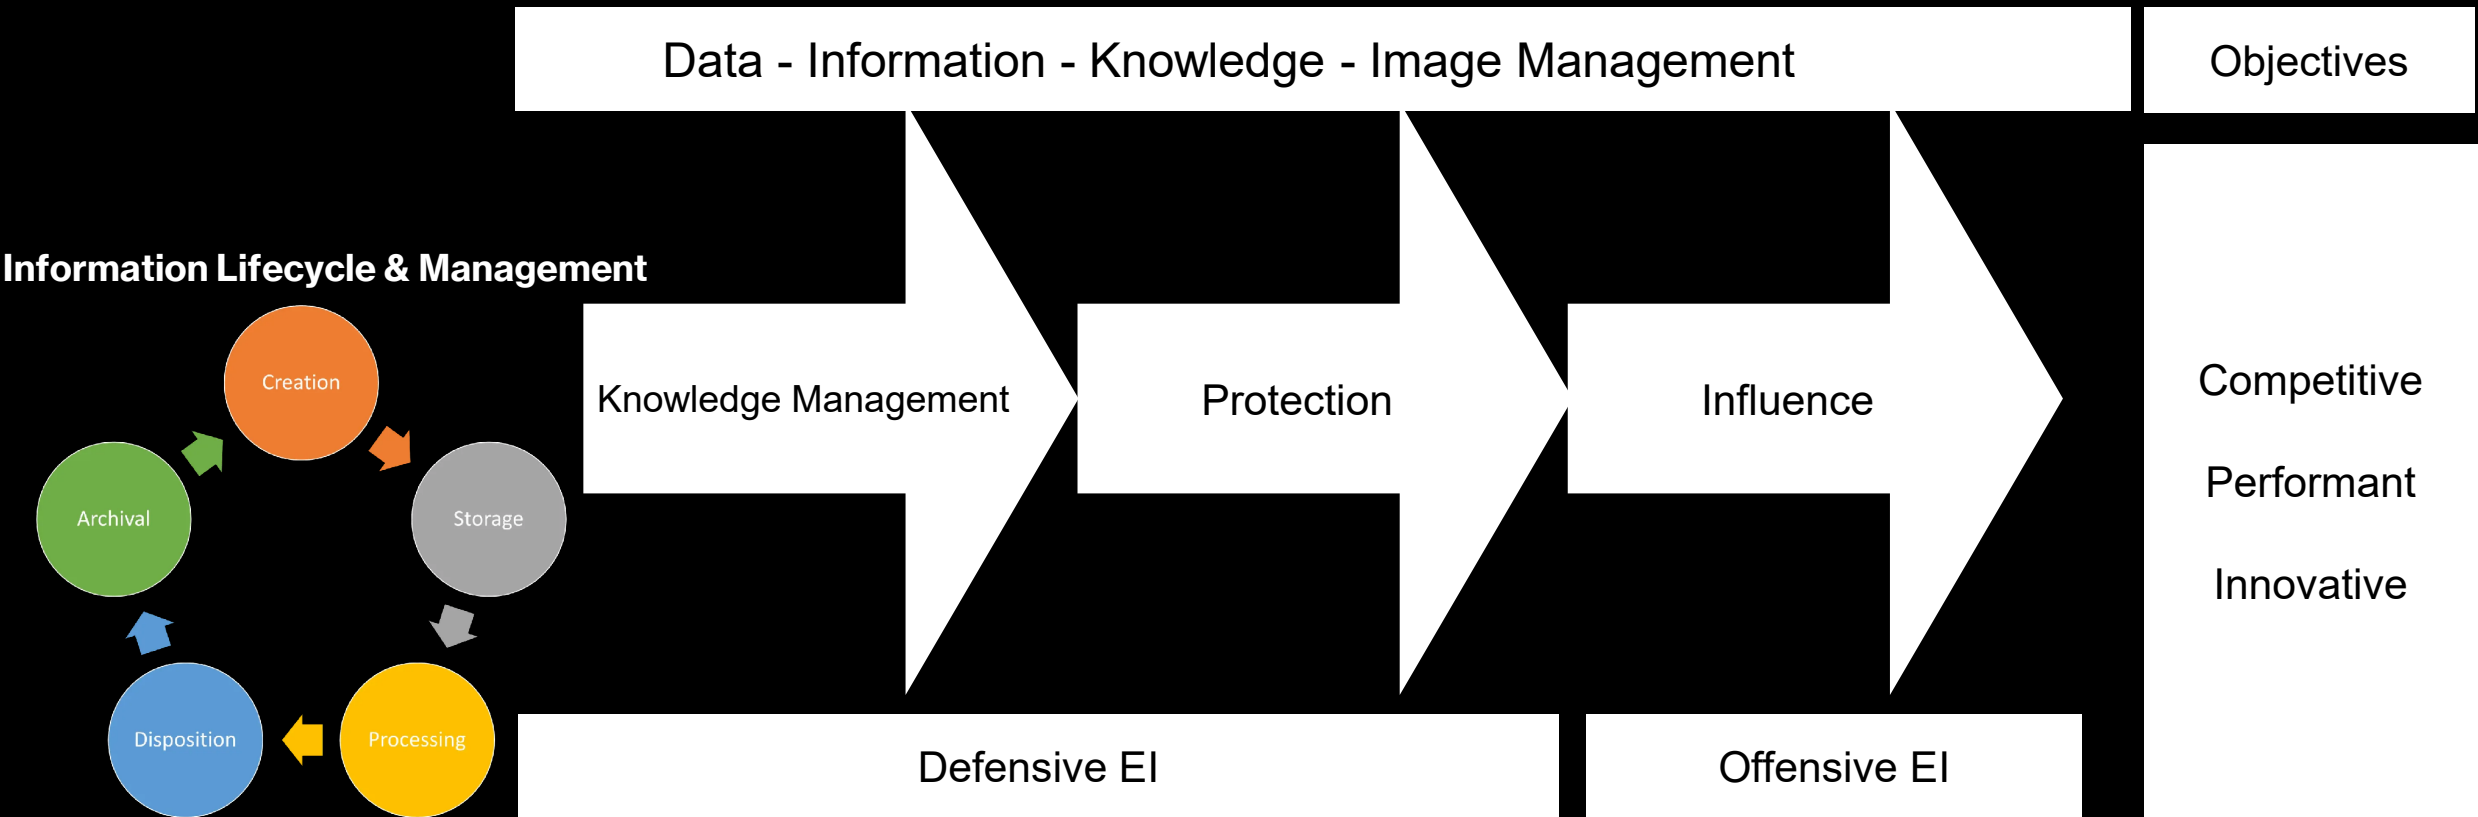 Data - Information - Knowledge - Image Management
Objectives
Information Lifecycle & Management
Creation
Storage
Processing
Disposition
Archival
Knowledge Management
Protection
Influence
Competitive
Performant
Innovative
Defensive EI
Offensive EI